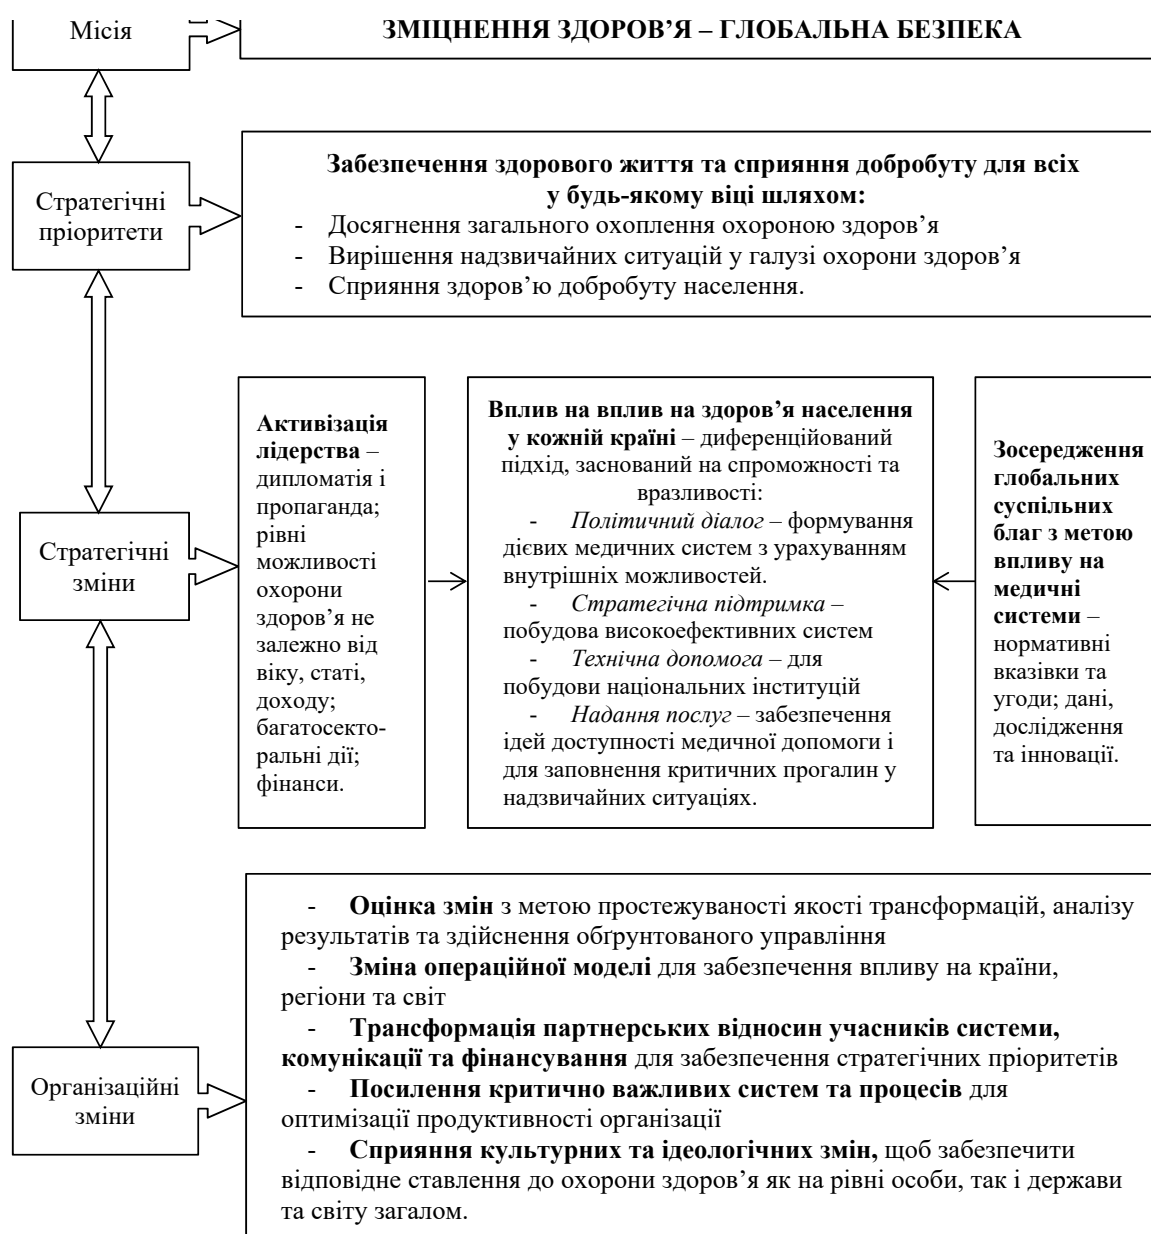 Місія
ЗМІЦНЕННЯ ЗДОРОВ’Я – ГЛОБАЛЬНА БЕЗПЕКА
Стратегічні
пріоритети
Забезпечення здорового життя та сприяння добробуту для всіх
у будь-якому віці шляхом:
- Досягнення загального охоплення охороною здоров’я
- Вирішення надзвичайних ситуацій у галузі охорони здоров’я
- Сприяння здоров’ю добробуту населення.
Стратегічні
зміни
Активізація
лідерства –
дипломатія і
пропаганда;
рівні
можливості
охорони
здоров’я не
залежно від
віку, статі,
доходу;
багатосекто-
ральні дії;
фінанси.
Вплив на вплив на здоров’я населення
у кожній країні – диференційований
підхід, заснований на спроможності та
вразливості:
- Політичний діалог – формування
дієвих медичних систем з урахуванням
внутрішніх можливостей.
- Стратегічна підтримка –
побудова високоефективних систем
- Технічна допомога – для
побудови національних інституцій
- Надання послуг – забезпечення
ідей доступності медичної допомоги і
для заповнення критичних прогалин у
надзвичайних ситуаціях.
Зосередження
глобальних
суспільних
благ з метою
впливу на
медичні
системи –
нормативні
вказівки та
угоди; дані,
дослідження
та інновації.
Організаційні
зміни
- Оцінка змін з метою простежуваності якості трансформацій, аналізу
результатів та здійснення обґрунтованого управління
- Зміна операційної моделі для забезпечення впливу на країни,
регіони та світ
- Трансформація партнерських відносин учасників системи,
комунікації та фінансування для забезпечення стратегічних пріоритетів
- Посилення критично важливих систем та процесів для
оптимізації продуктивності організації
- Сприяння культурних та ідеологічних змін, щоб забезпечити
відповідне ставлення до охорони здоров’я як на рівні особи, так і держави
та світу загалом.